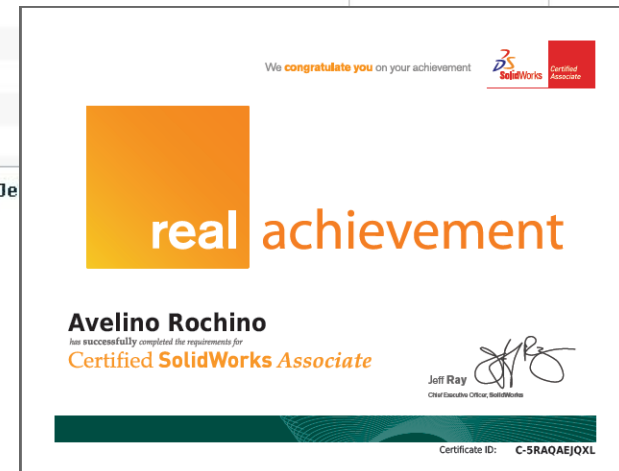 We congratulate you on your achievement
SolidWorks
Certified
Associate
Je
real achievement
Avelino Rochino
has successfully completed the requirements for
Certified SolidWorks Associate
Jeff Ray
Chief Executive Officer, SolidWorks
Certificate ID: C-5RAQAEJQXL